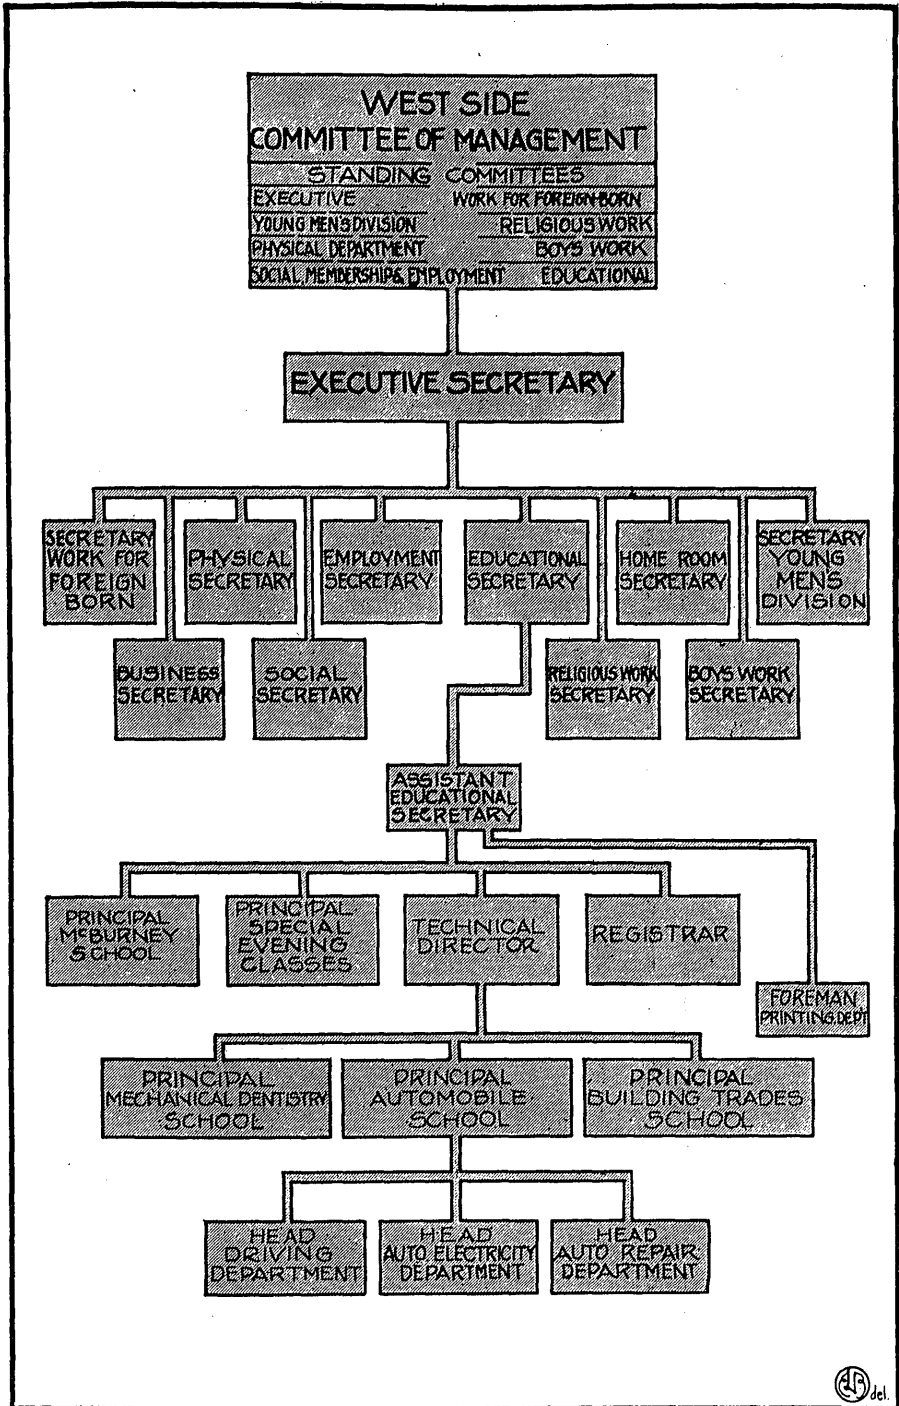 WEST SIDE
COMMITTEE OF MANAGEMENT
STANDING COMMITTEES
EXECUTIVE WORK FOR FOREIGN-BORN
YOUNG MENS DIVISION RELIGIOUS WORK
PHYSICAL DEPARTMENT BOYS WORK
SOCIAL, MEMBERSHIP & EMPLOYMENT EDUCATIONAL
EXECUTIVE SECRETARY
SECRETARY
WORK FOR
FOREIGN
BORN
PHYSICAL
SECRETARY
EMPLOYMENT
SECRETARY
EDUCATIONAL
SECRETARY
HOME ROOM
SECRETARY
SECRETARY
YOUNG
MENS
DIVISION
BUSINESS
SECRETARY
SOCIAL
SECRETARY
RELIGIOUS WORK
SECRETARY
BOYS WORK
SECRETARY
ASSISTANT
EDUCATIONAL
SECRETARY
PRINCIPAL
McBURNEY
SCHOOL
PRINCIPAL
SPECIAL
EVENING
CLASSES
TECHNICAL
DIRECTOR
REGISTRAR
FOREMAN
PRINTING. DEPT
PRINCIPAL
MECHANICAL DENTISTRY
SCHOOL
PRINCIPAL
AUTOMOBILE
SCHOOL
PRINCIPAL
BUILDING TRADES
SCHOOL
HEAD
DRIVING
DEPARTMENT
HEAD
AUTO ELECTRICITY
DEPARTMENT
HEAD
AUTO REPAIR
DEPARTMENT
del.